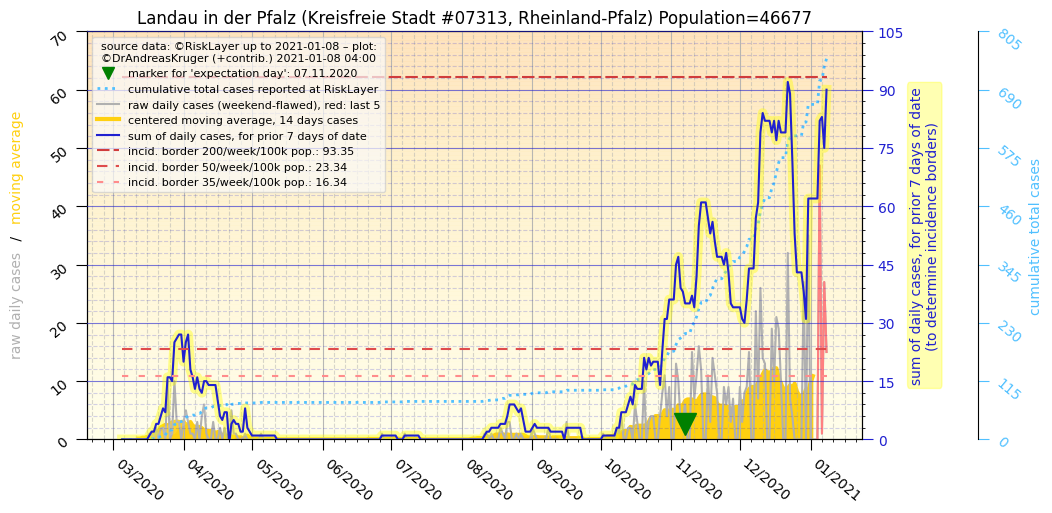 Landau in der Pfalz (Kreisfreie Stadt #07313, Rheinland-Pfalz) Population=46677
source data: ©RiskLayer up to 2021-01-08 – plot:
©DrAndreasKruger (+contrib.) 2021-01-08 04:00
marker for 'expectation day': 07.11.2020
cumulative total cases reported at RiskLayer
raw daily cases (weekend-flawed), red: last 5
centered moving average, 14 days cases
sum of daily cases, for prior 7 days of date
incid. border 200/week/100k pop.: 93.35
incid. border 50/week/100k pop.: 23.34
incid. border 35/week/100k pop.: 16.34
raw daily cases / moving average
70
60
50
40
30
20
10
0
105
90
75
60
45
30
15
0
sum of daily cases, for prior 7 days of date
(to determine incidence borders)
805
690
575
460
345
230
115
0
cumulative total cases
03/2020
04/2020
05/2020
06/2020
07/2020
08/2020
09/2020
10/2020
11/2020
12/2020
01/2021